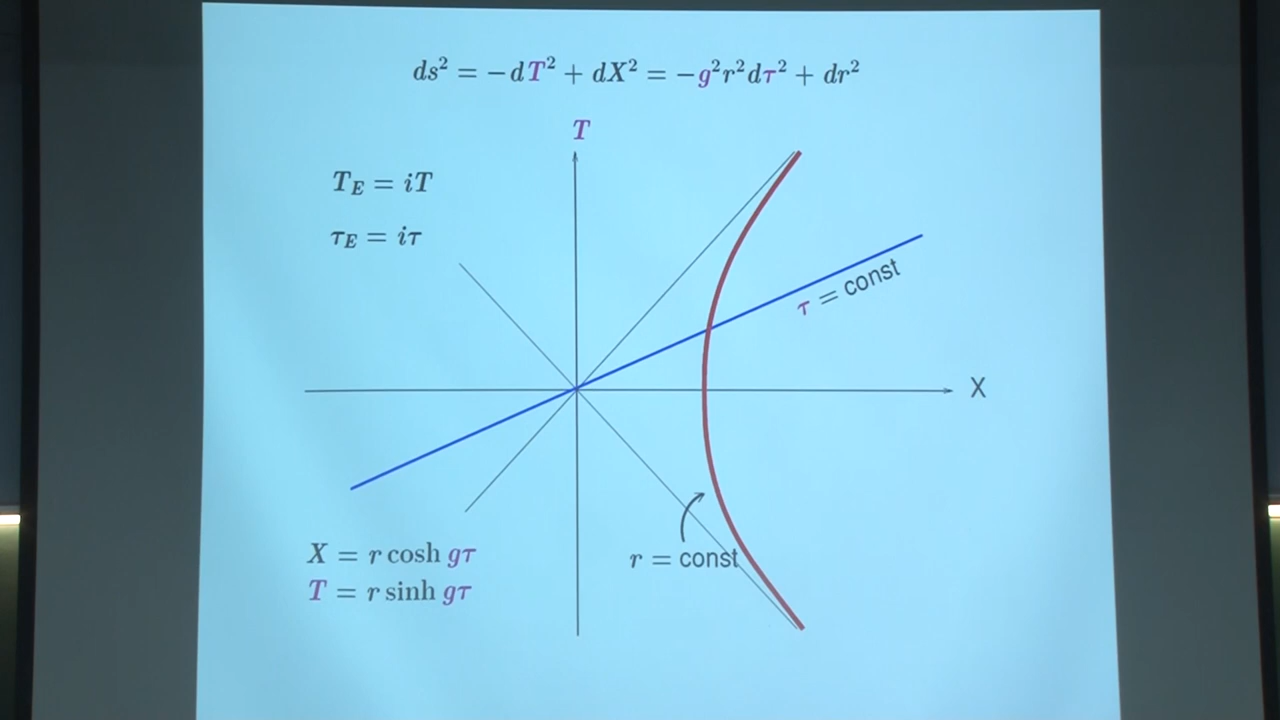 ds² = −dT² + dX² = −g²r²dτ² + dr²
T
T_E = iT
τ_E = iτ
τ = const
X
X = r cosh gτ
T = r sinh gτ
r = const